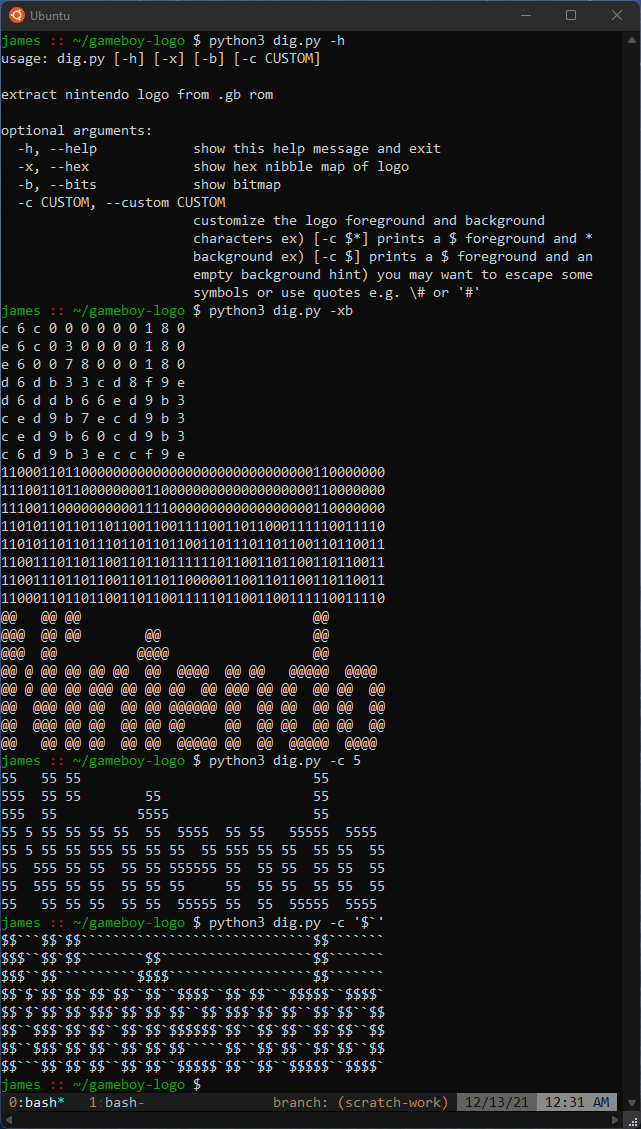 Ubuntu
james :: ~/gameboy-logo $ python3 dig.py -h
usage: dig.py [-h] [-x] [-b] [-c CUSTOM]
extract nintendo logo from .gb rom
optional arguments:
  -h, --help            show this help message and exit
  -x, --hex             show hex nibble map of logo
  -b, --bits            show bitmap
  -c CUSTOM, --custom CUSTOM
                        customize the logo foreground and background
                        characters ex) [-c $*] prints a $ foreground and *
                        background ex) [-c $] prints a $ foreground and an
                        empty background hint) you may want to escape some
                        symbols or use quotes e.g. \# or '#'
james :: ~/gameboy-logo $ python3 dig.py -xb
c 6 c 0 0 0 0 0 0 1 8 0
e 6 c 0 3 0 0 0 0 1 8 0
e 6 0 0 7 8 0 0 0 1 8 0
d 6 d b 3 3 c d 8 f 9 e
d 6 d d b 6 6 e d 9 b 3
c e d 9 b 7 e c d 9 b 3
c e d 9 b 6 0 c d 9 b 3
c 6 d 9 b 3 e c c f 9 e
110001101100000000000000000000000000000110000000
111001101100000000110000000000000000000110000000
111001100000000001111000000000000000000110000000
110101101101101100110011110011011000111110011110
110101101101110110110110011011101101100110110011
110011101101100110110111111011001101100110110011
110011101101100110110110000011001101100110110011
110001101101100110110011111011001100111110011110
@@   @@ @@                             @@
@@@  @@ @@        @@                   @@
@@@  @@          @@@@                  @@
@@ @ @@ @@ @@ @@  @@  @@@@  @@ @@   @@@@@  @@@@
@@ @ @@ @@ @@@ @@ @@ @@  @@ @@@ @@ @@  @@ @@  @@
@@  @@@ @@ @@  @@ @@ @@@@@@ @@  @@ @@  @@ @@  @@
@@  @@@ @@ @@  @@ @@ @@     @@  @@ @@  @@ @@  @@
@@   @@ @@ @@  @@ @@  @@@@@ @@  @@  @@@@@  @@@@
james :: ~/gameboy-logo $ python3 dig.py -c 5
55   55 55                             55
555  55 55        55                   55
555  55          5555                  55
55 5 55 55 55 55  55  5555  55 55   55555  5555
55 5 55 55 555 55 55 55  55 555 55 55  55 55  55
55  555 55 55  55 55 555555 55  55 55  55 55  55
55  555 55 55  55 55 55     55  55 55  55 55  55
55   55 55 55  55 55  55555 55  55  55555  5555
james :: ~/gameboy-logo $ python3 dig.py -c '$`'
$$```$$`$$`````````````````````````````$$```````
$$$``$$`$$````````$$```````````````````$$```````
$$$``$$``````````$$$$``````````````````$$```````
$$`$`$$`$$`$$`$$``$$``$$$$``$$`$$```$$$$$``$$$$`
$$`$`$$`$$`$$$`$$`$$`$$``$$`$$$`$$`$$``$$`$$``$$
$$``$$$`$$`$$``$$`$$`$$$$$$`$$``$$`$$``$$`$$``$$
$$``$$$`$$`$$``$$`$$`$$`````$$``$$`$$``$$`$$``$$
$$```$$`$$`$$``$$`$$``$$$$$`$$``$$``$$$$$``$$$$`
james :: ~/gameboy-logo $
0:bash*   1:bash-                branch: (scratch-work)  12/13/21  12:31 AM